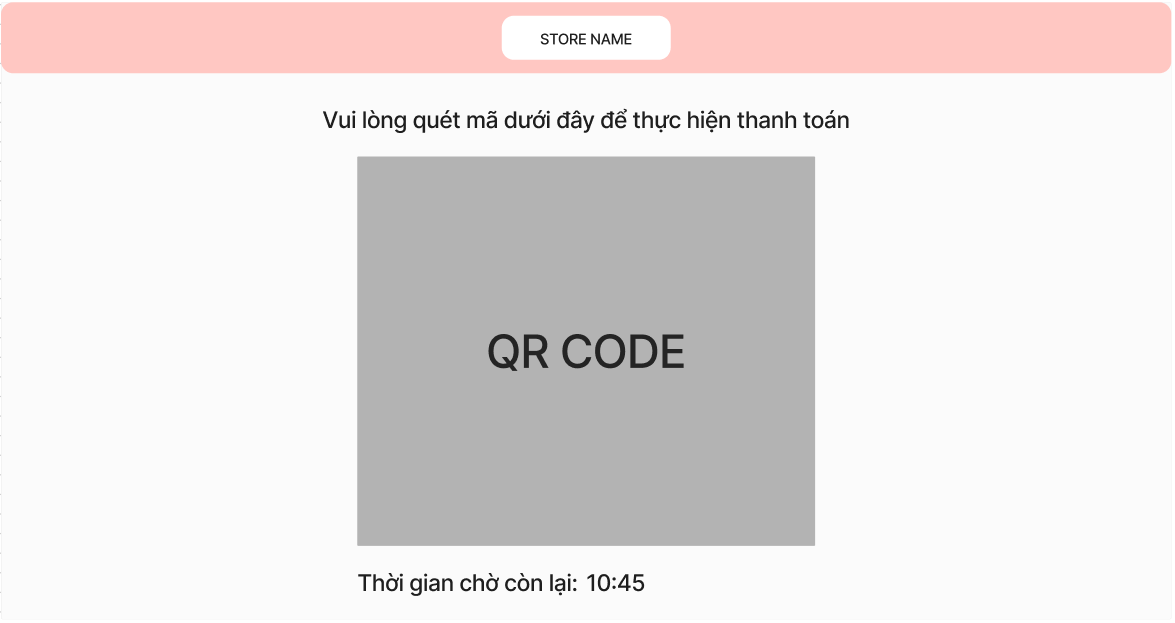 STORE NAME
Vui lòng quét mã dưới đây để thực hiện thanh toán
QR CODE
Thời gian chờ còn lại: 10:45